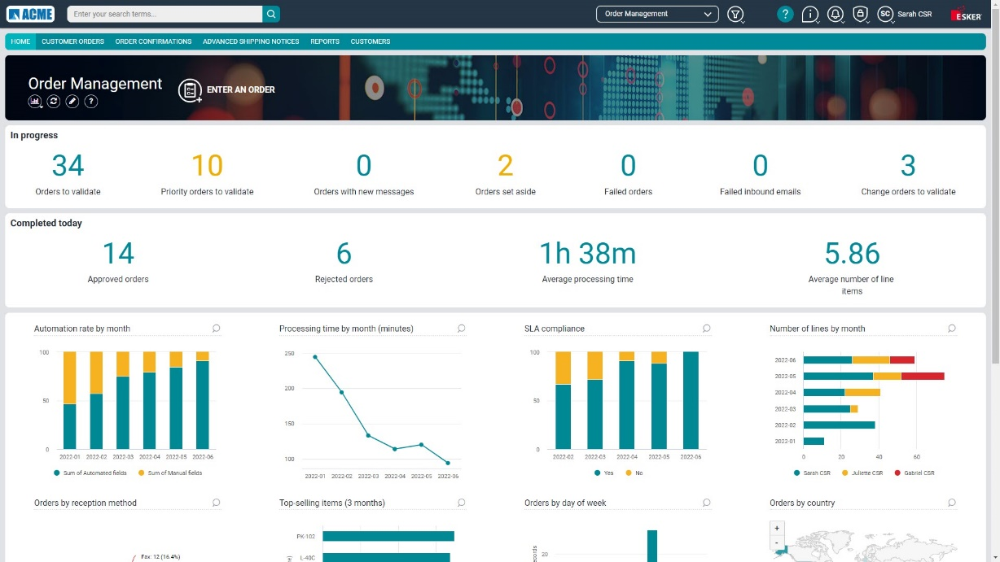 ACME
Enter your search terms...
Order Management
?
SC
Sarah CSR
ESKER
HOME
CUSTOMER ORDERS
ORDER CONFIRMATIONS
ADVANCED SHIPPING NOTICES
REPORTS
CUSTOMERS
Order Management
?
ENTER AN ORDER
In progress
34
Orders to validate
10
Priority orders to validate
0
Orders with new messages
2
Orders set aside
0
Failed orders
0
Failed inbound emails
3
Change orders to validate
Completed today
14
Approved orders
6
Rejected orders
1h 38m
Average processing time
5.86
Average number of line
items
Automation rate by month
100
50
0
2022-01 2022-02 2022-03 2022-04 2022-05 2022-06
Sum of Automated fields
Sum of Manual fields
Processing time by month (minutes)
250
200
150
100
2022-01 2022-02 2022-03 2022-04 2022-05 2022-06
SLA compliance
100
50
0
2022-02 2022-03 2022-04 2022-05 2022-06
Yes
No
Number of lines by month
2022-06
2022-05
2022-04
2022-03
2022-02
2022-01
0 20 40 60
Sarah CSR
Juliette CSR
Gabriel CSR
Orders by reception method
Fax: 12 (16.4%)
Top-selling items (3 months)
PK-102
L-40C
Orders by day of week
20
Orders by country
+
-